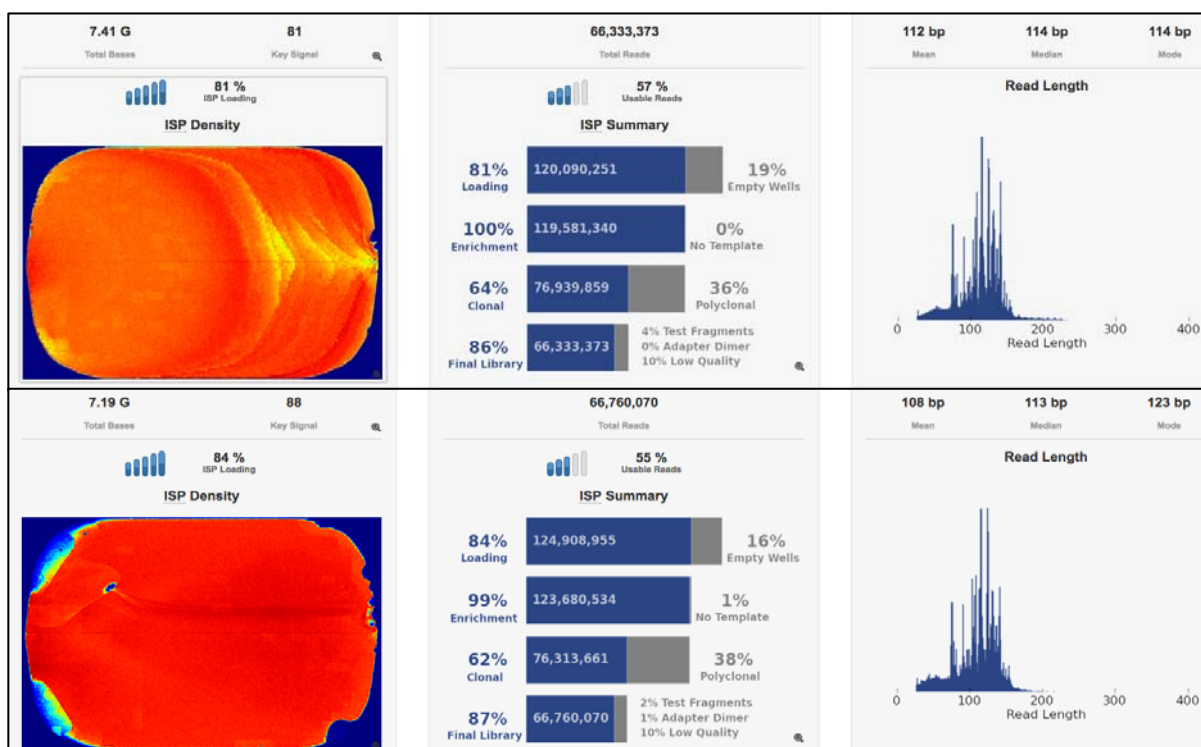 7.41 G 81 66,333,373 112 bp 114 bp 114 bp
Total Bases Key Signal Total Reads Mean Median Mode
81 %
ISP Loading
ISP Density
57 %
Usable Reads
ISP Summary
81% Loading 120,090,251 19% Empty Wells
100% Enrichment 119,581,340 0% No Template
64% Clonal 76,939,859 36% Polyclonal
86% Final Library 66,333,373
4% Test Fragments
0% Adapter Dimer
10% Low Quality
Read Length
0 100 200 300 400
Read Length
7.19 G 88 66,760,070 108 bp 113 bp 123 bp
Total Bases Key Signal Total Reads Mean Median Mode
84 %
ISP Loading
ISP Density
55 %
Usable Reads
ISP Summary
84% Loading 124,908,955 16% Empty Wells
99% Enrichment 123,680,534 1% No Template
62% Clonal 76,313,661 38% Polyclonal
87% Final Library 66,760,070
2% Test Fragments
1% Adapter Dimer
10% Low Quality
Read Length
0 100 200 300 400
Read Length